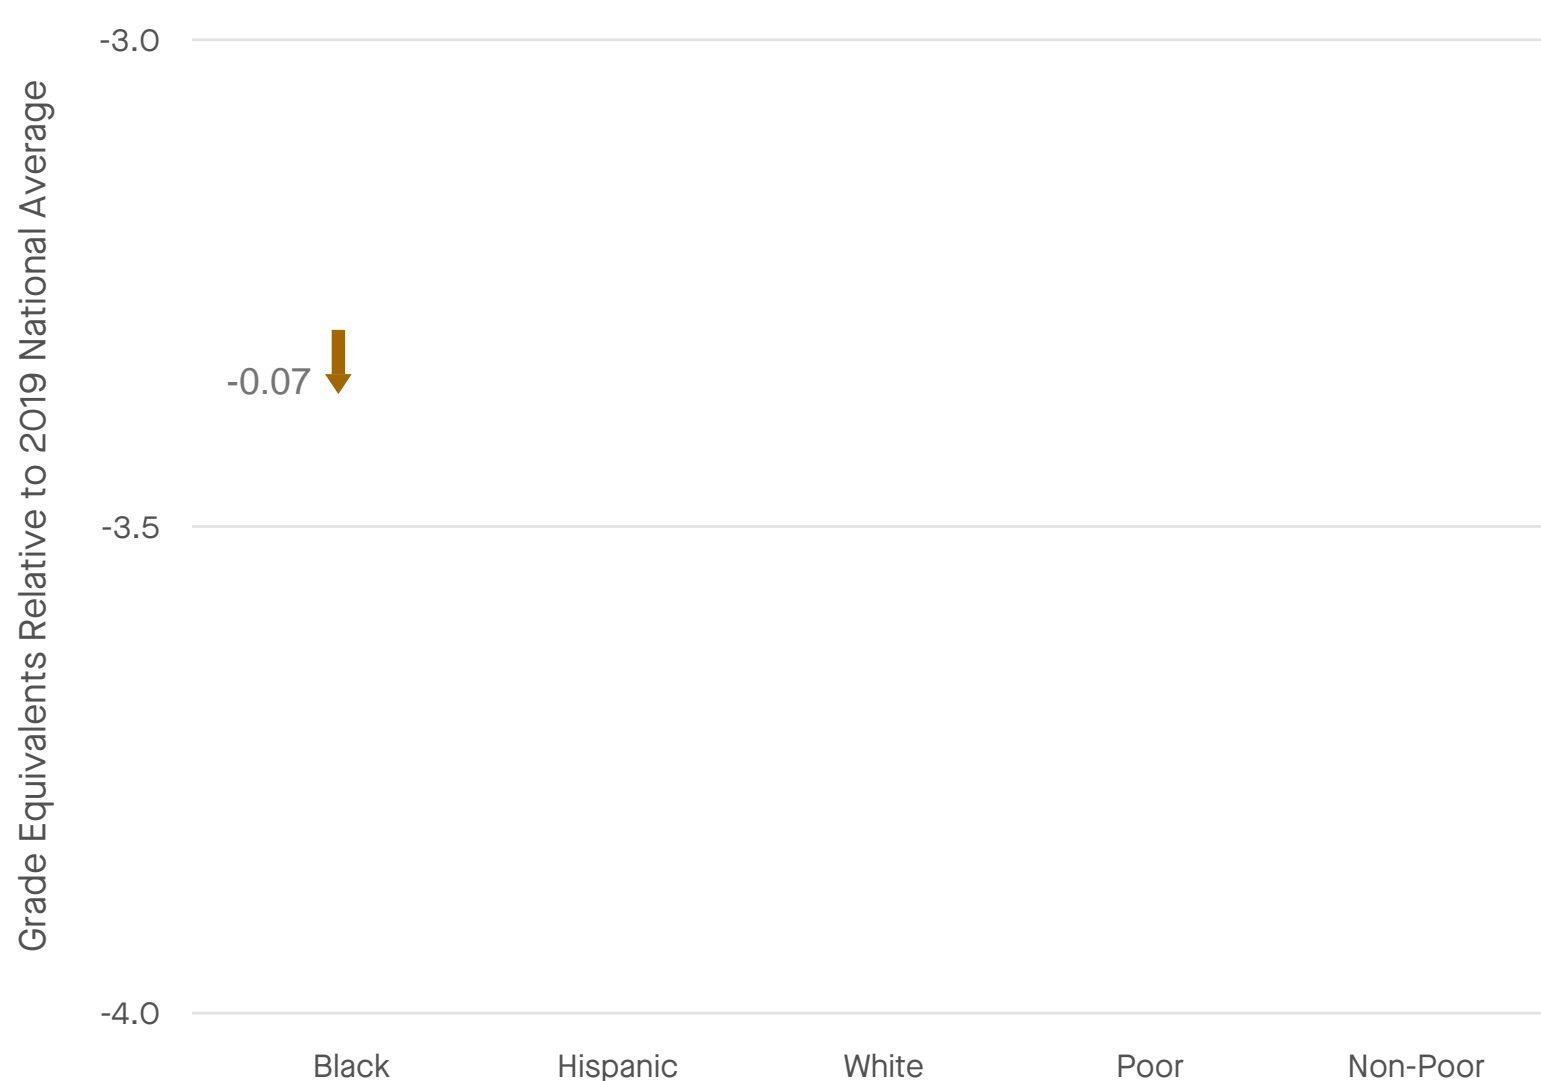 Grade Equivalents Relative to 2019 National Average
-3.0
-0.07
-3.5
-4.0
Black
Hispanic
White
Poor
Non-Poor